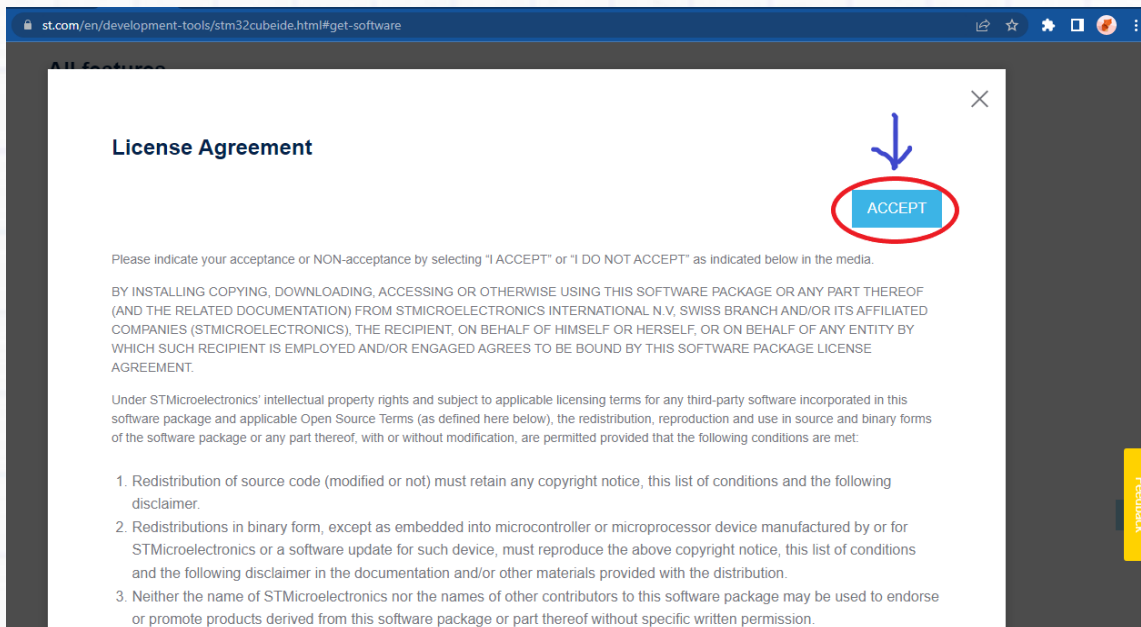 st.com/en/development-tools/stm32cubeide.html#get-software
All features
License Agreement
ACCEPT
Please indicate your acceptance or NON-acceptance by selecting “I ACCEPT” or “I DO NOT ACCEPT” as indicated below in the media.
BY INSTALLING COPYING, DOWNLOADING, ACCESSING OR OTHERWISE USING THIS SOFTWARE PACKAGE OR ANY PART THEREOF
(AND THE RELATED DOCUMENTATION) FROM STMICROELECTRONICS INTERNATIONAL N.V, SWISS BRANCH AND/OR ITS AFFILIATED
COMPANIES (STMICROELECTRONICS), THE RECIPIENT, ON BEHALF OF HIMSELF OR HERSELF, OR ON BEHALF OF ANY ENTITY BY
WHICH SUCH RECIPIENT IS EMPLOYED AND/OR ENGAGED AGREES TO BE BOUND BY THIS SOFTWARE PACKAGE LICENSE
AGREEMENT.
Under STMicroelectronics’ intellectual property rights and subject to applicable licensing terms for any third-party software incorporated in this
software package and applicable Open Source Terms (as defined here below), the redistribution, reproduction and use in source and binary forms
of the software package or any part thereof, with or without modification, are permitted provided that the following conditions are met:
1. Redistribution of source code (modified or not) must retain any copyright notice, this list of conditions and the following
disclaimer.
2. Redistributions in binary form, except as embedded into microcontroller or microprocessor device manufactured by or for
STMicroelectronics or a software update for such device, must reproduce the above copyright notice, this list of conditions
and the following disclaimer in the documentation and/or other materials provided with the distribution.
3. Neither the name of STMicroelectronics nor the names of other contributors to this software package may be used to endorse
or promote products derived from this software package or part thereof without specific written permission.
Feedback